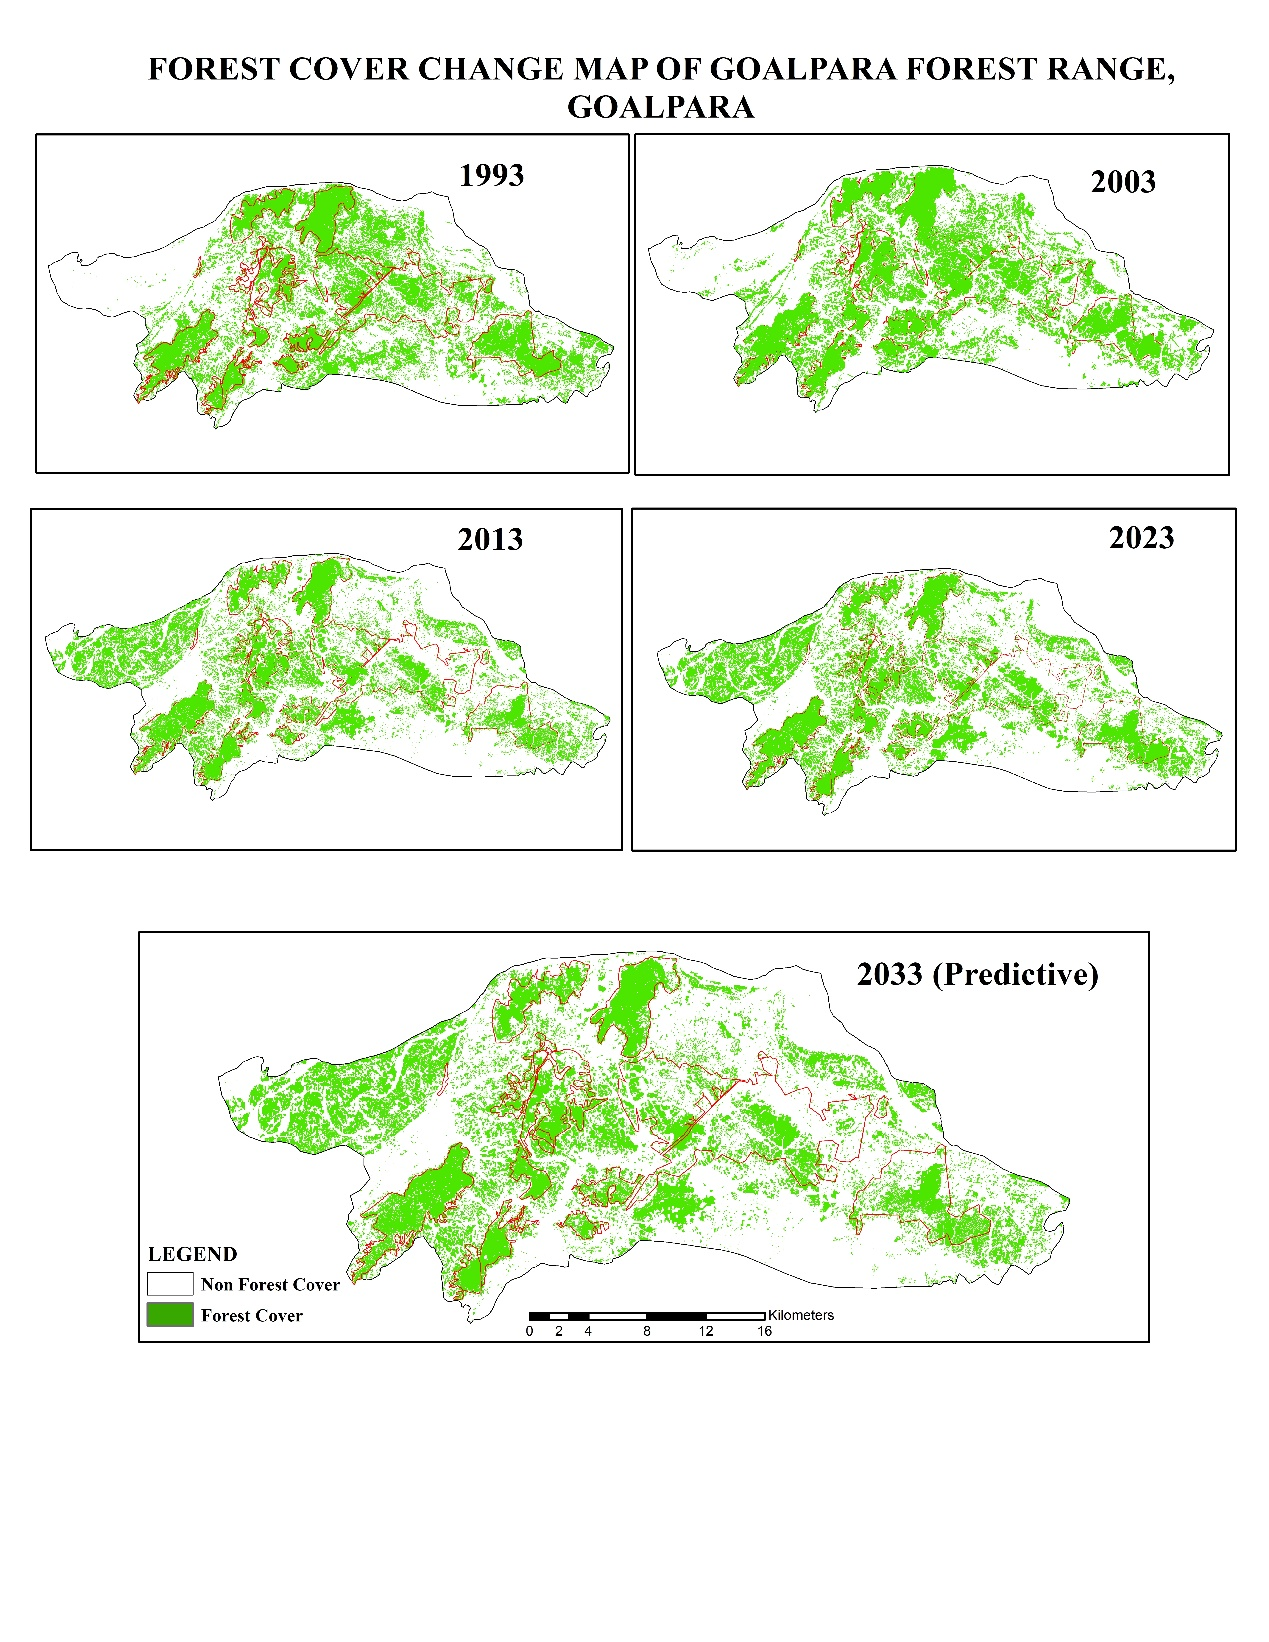 FOREST COVER CHANGE MAP OF GOALPARA FOREST RANGE,
GOALPARA
1993
2003
2013
2023
2033 (Predictive)
LEGEND
Non Forest Cover
Forest Cover
Kilometers
0 2 4 8 12 16